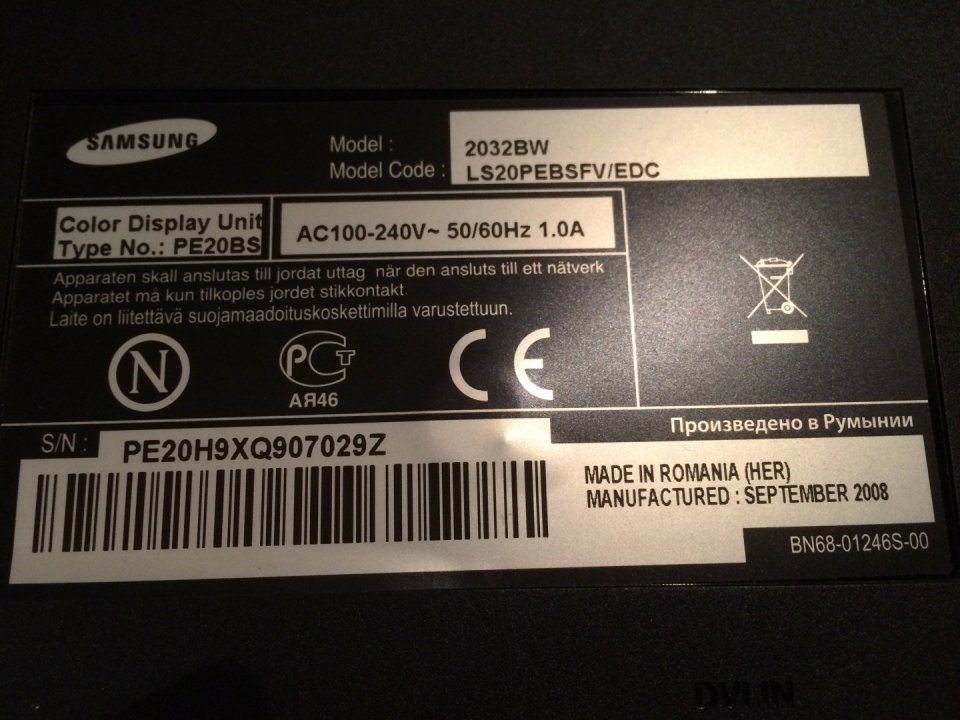 SAMSUNG
Model : 2032BW
Model Code : LS20PEBSFV/EDC
Color Display Unit
Type No.: PE20BS
AC100-240V~ 50/60Hz 1.0A
Apparaten skall anslutas till jordat uttag när den ansluts till ett nätverk
Apparatet må kun tilkoples jordet stikkontakt.
Laite on liitettävä suojamaadoituskoskettimilla varustettuun.
N
РСТ
АЯ46
CE
Произведено в Румынии
S/N : PE20H9XQ907029Z
MADE IN ROMANIA (HER)
MANUFACTURED : SEPTEMBER 2008
BN68-01246S-00
DVI IN